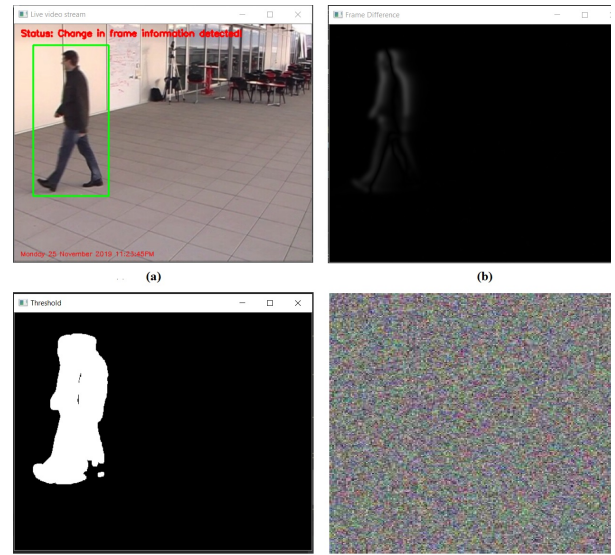 Live video stream
Status: Change in frame information detected!
Monday 25 November 2019 11:23:45PM
(a)
Frame Difference
(b)
Threshold